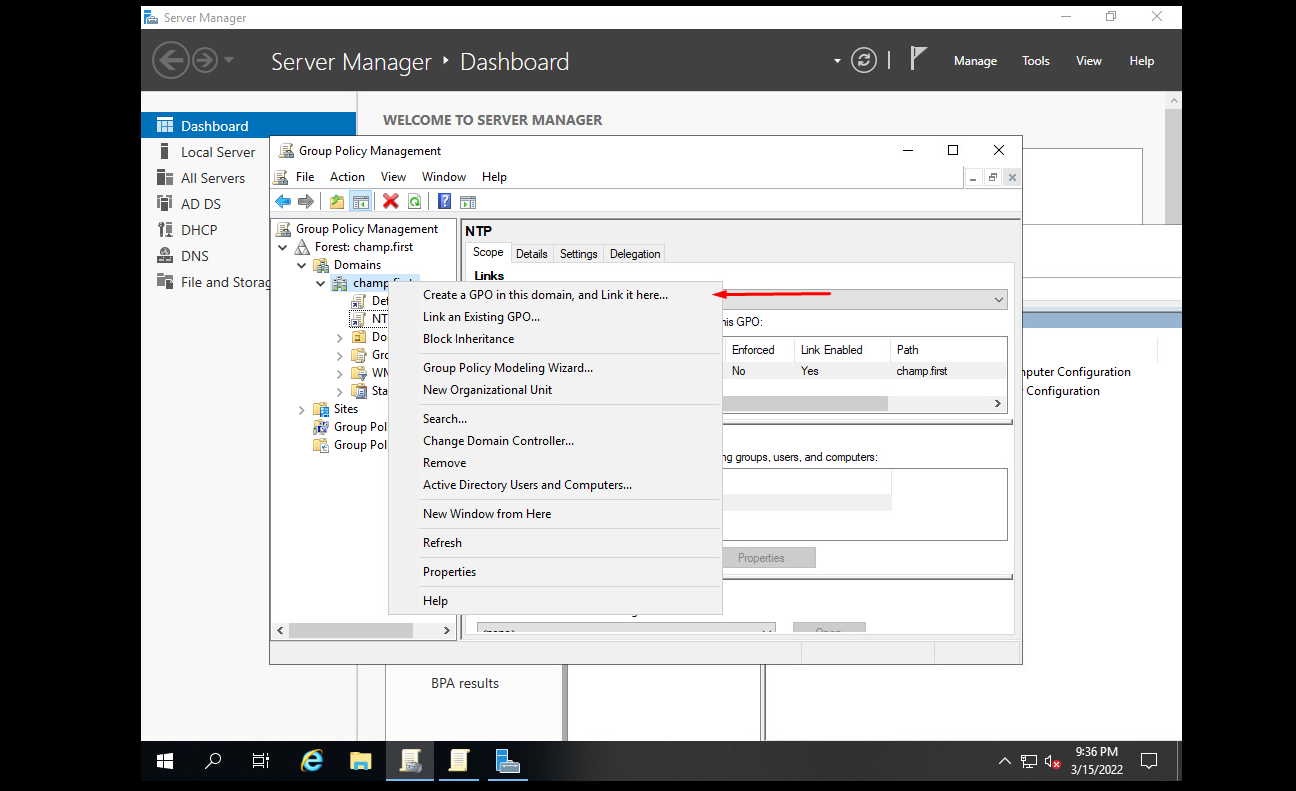 Server Manager
Server Manager • Dashboard
Manage Tools View Help
Dashboard
Local Server
All Servers
AD DS
DHCP
DNS
File and Storag
WELCOME TO SERVER MANAGER
Group Policy Management
File Action View Window Help
Group Policy Management
Forest: champ.first
Domains
champ.first
Def
NT
Do
Gro
WM
Sta
Sites
Group Pol
Group Pol
NTP
Scope Details Settings Delegation
Links
Create a GPO in this domain, and Link it here...
Link an Existing GPO...
Block Inheritance
Group Policy Modeling Wizard...
New Organizational Unit
Search...
Change Domain Controller...
Remove
Active Directory Users and Computers...
New Window from Here
Refresh
Properties
Help
his GPO:
Enforced Link Enabled Path
No Yes champ.first
ng groups, users, and computers:
Properties
Open
puter Configuration
Configuration
BPA results
9:36 PM
3/15/2022